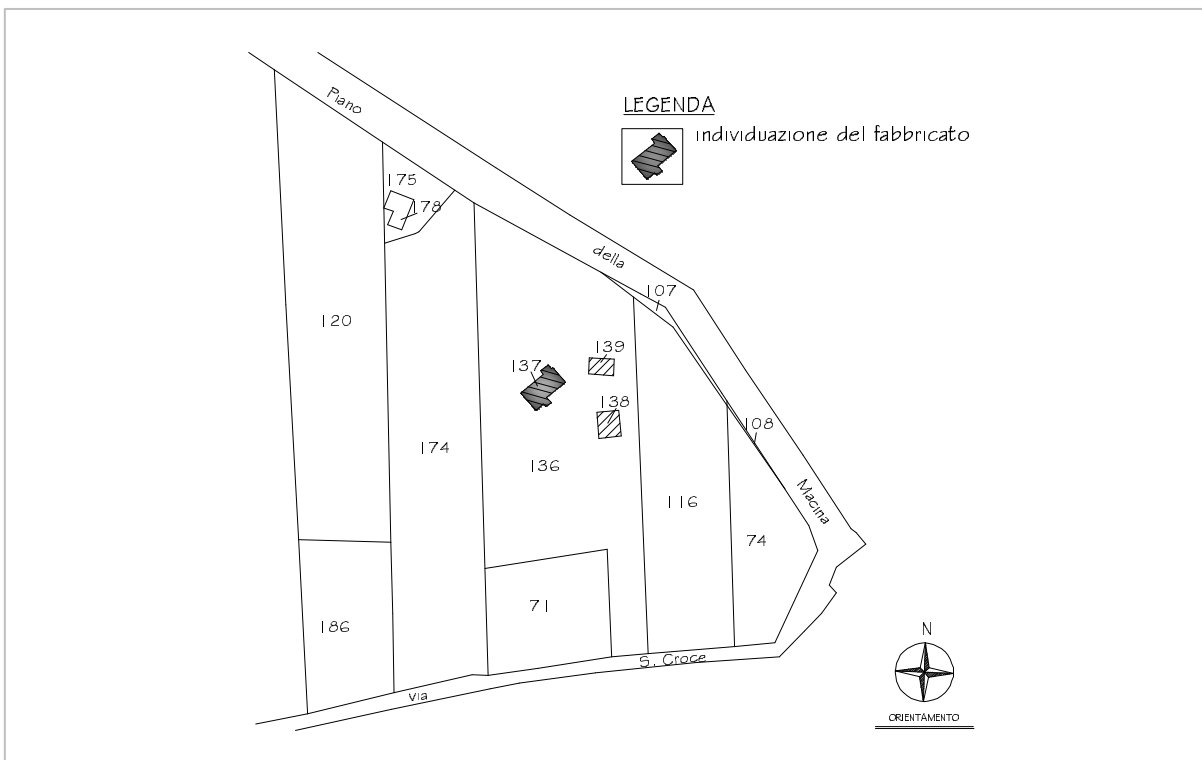 Piano
LEGENDA
individuazione del fabbricato
175
178
della
107
120
139
137
138
108
174
136
Macina
116
74
71
186
N
S. Croce
Via
ORIENTAMENTO